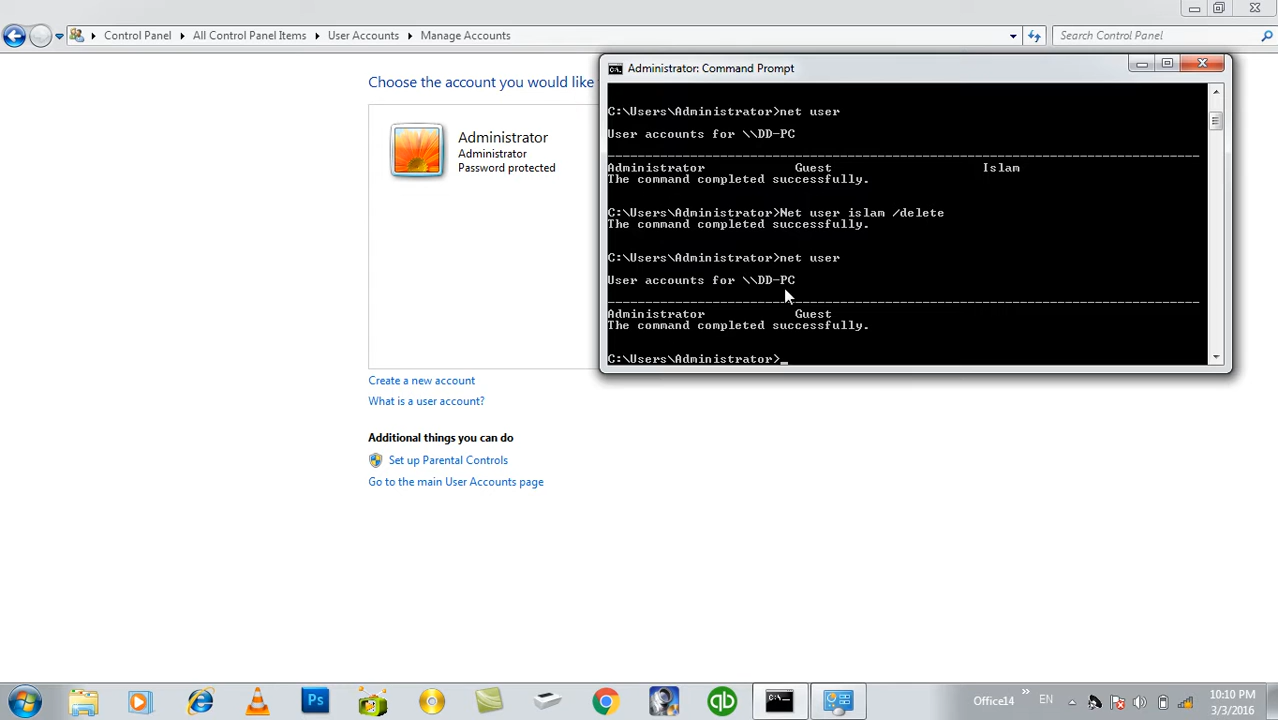 Control Panel ▸ All Control Panel Items ▸ User Accounts ▸ Manage Accounts
Search Control Panel
Choose the account you would like
Administrator
Administrator
Password protected
Create a new account
What is a user account?
Additional things you can do
Set up Parental Controls
Go to the main User Accounts page
Administrator: Command Prompt
C:\Users\Administrator>net user
User accounts for \\DD-PC
Administrator Guest Islam
The command completed successfully.
C:\Users\Administrator>Net user islam /delete
The command completed successfully.
C:\Users\Administrator>net user
User accounts for \\DD-PC
Administrator Guest
The command completed successfully.
C:\Users\Administrator>_
Ps
qb
C:\.
Office14 »
EN
10:10 PM
3/3/2016